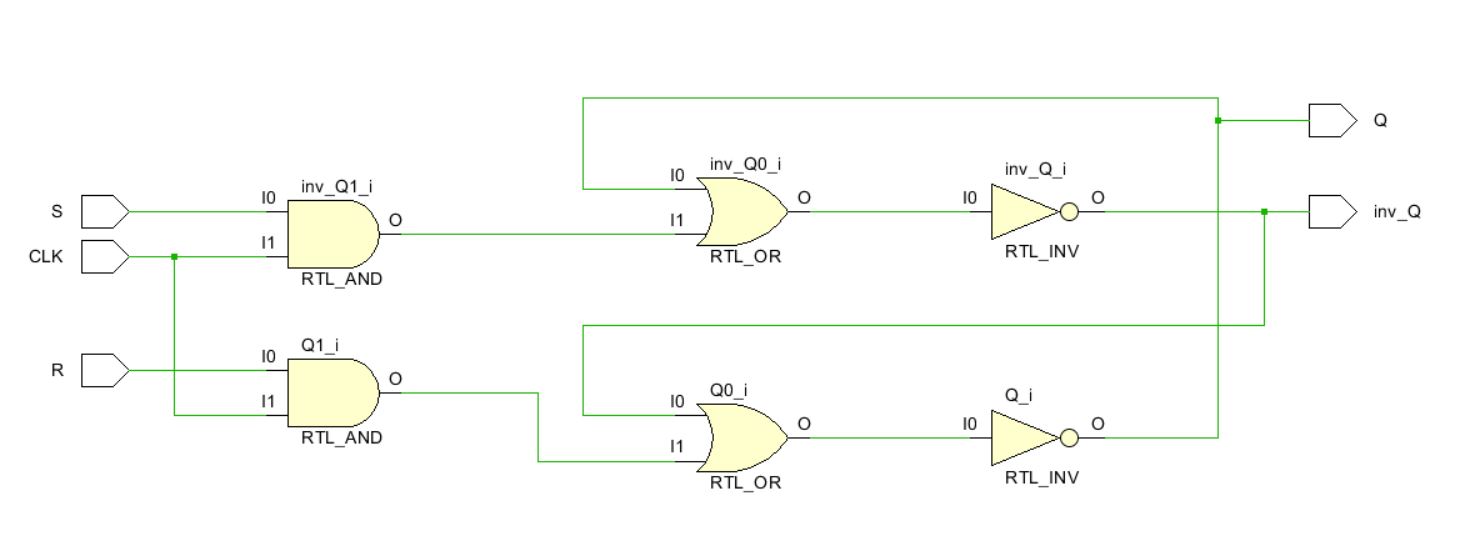 Q
inv_Q1_i
inv_Q0_i
inv_Q_i
S
I0
O
I0
O
I0
O
inv_Q
I1
I1
CLK
RTL_AND
RTL_OR
RTL_INV
Q1_i
Q0_i
Q_i
R
I0
O
I0
O
I0
O
I1
I1
RTL_AND
RTL_OR
RTL_INV